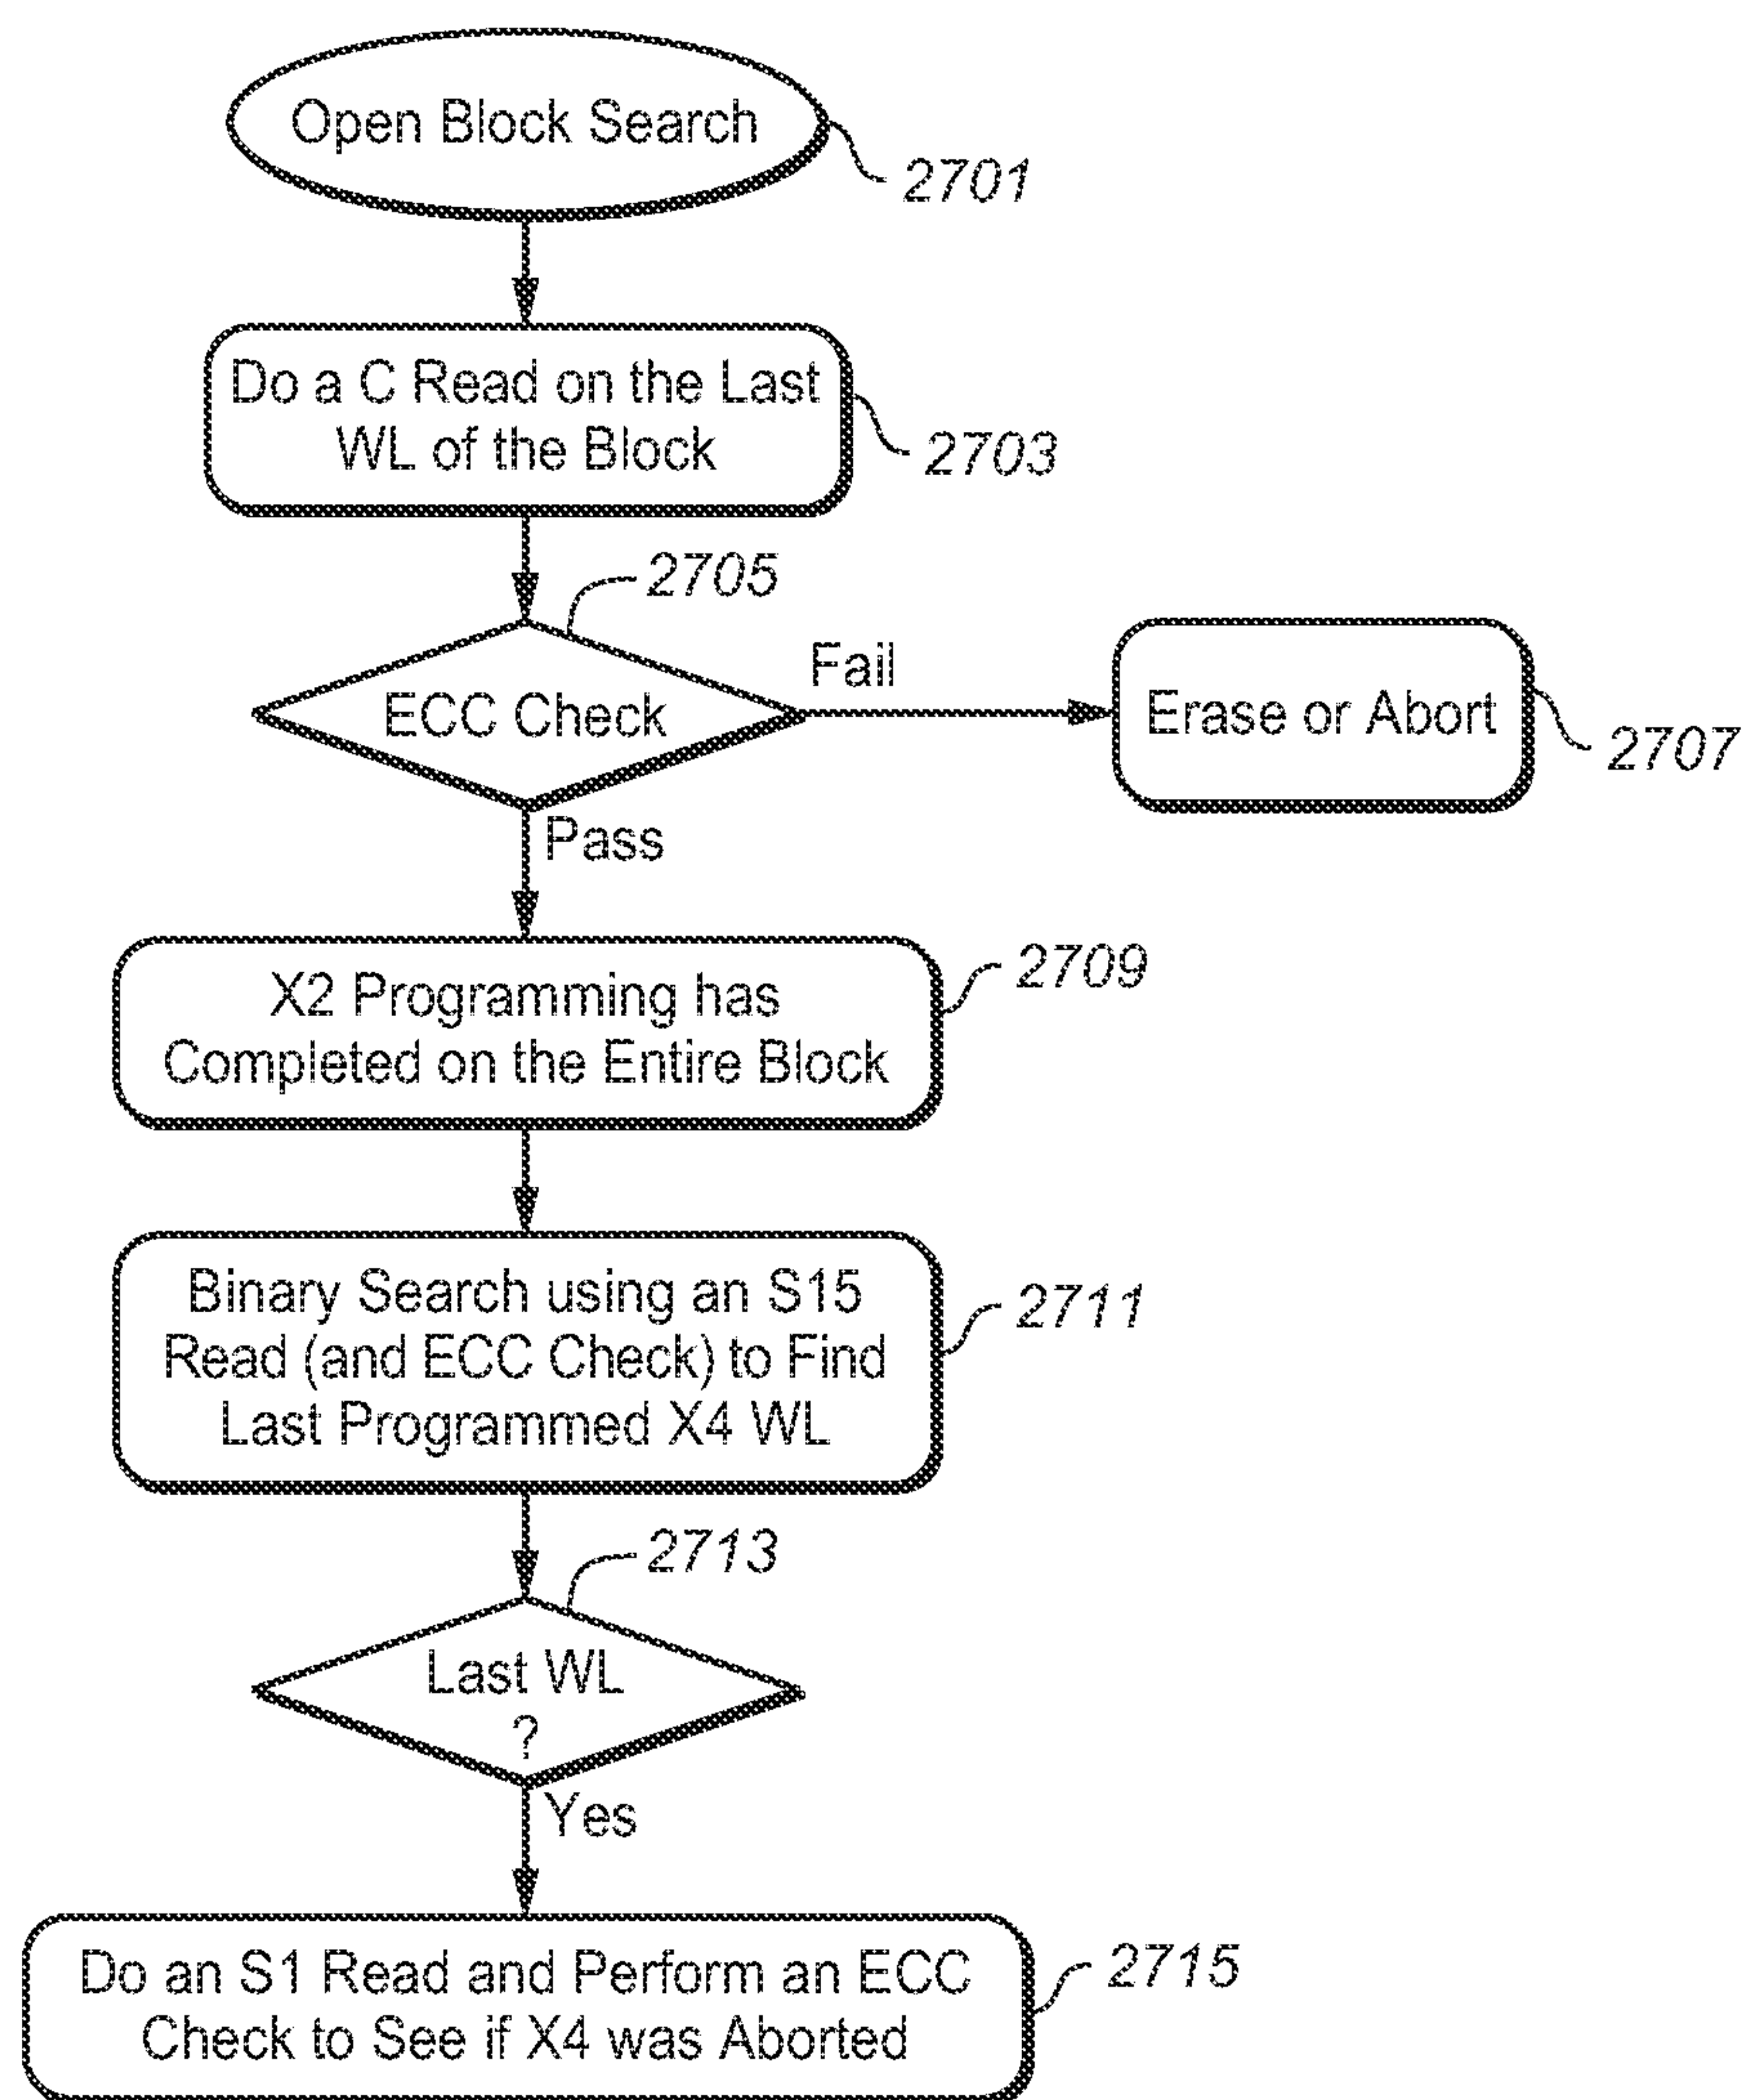 Open Block Search
2701
Do a C Read on the Last
WL of the Block
2703
2705
ECC Check
Fail
Erase or Abort
2707
Pass
X2 Programming has
Completed on the Entire Block
2709
Binary Search using an S15
Read (and ECC Check) to Find
Last Programmed X4 WL
2711
2713
Last WL
?
Yes
Do an S1 Read and Perform an ECC
Check to See if X4 was Aborted
2715